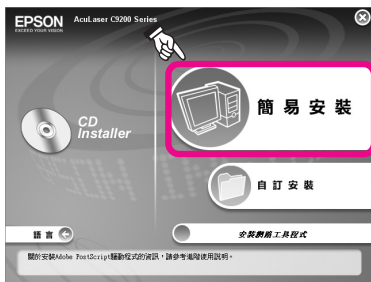 EPSON
EXCEED YOUR VISION
AcuLaser C9200 Series
簡易安裝
CD
Installer
自訂安裝
語言
安裝網路工具程式
關於安裝Adobe PostScript驅動程式的資訊，請參考進階使用說明。